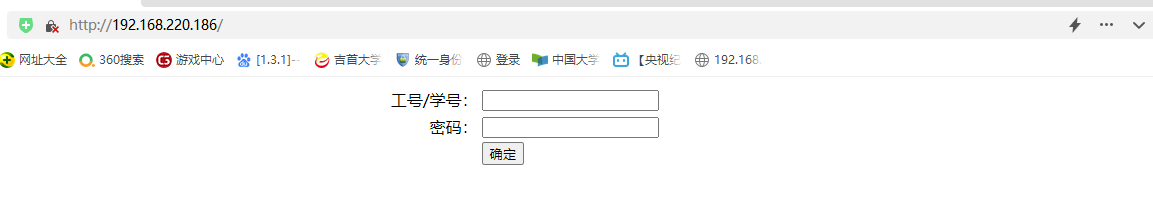 http://192.168.220.186/
网址大全 360搜索 游戏中心 [1.3.1]-- 吉首大学 统一身份 登录 中国大学 【央视纪 192.168.
工号/学号：
密码：
确定